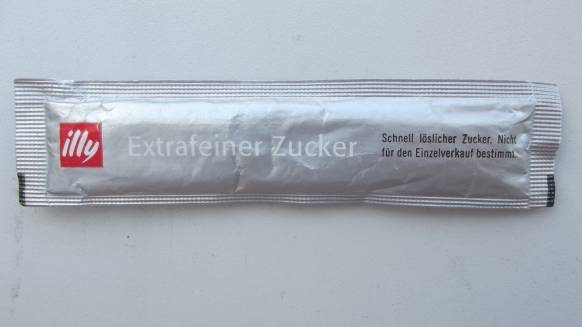 illy
Extrafeiner Zucker
Schnell löslicher Zucker. Nicht
für den Einzelverkauf bestimmt.